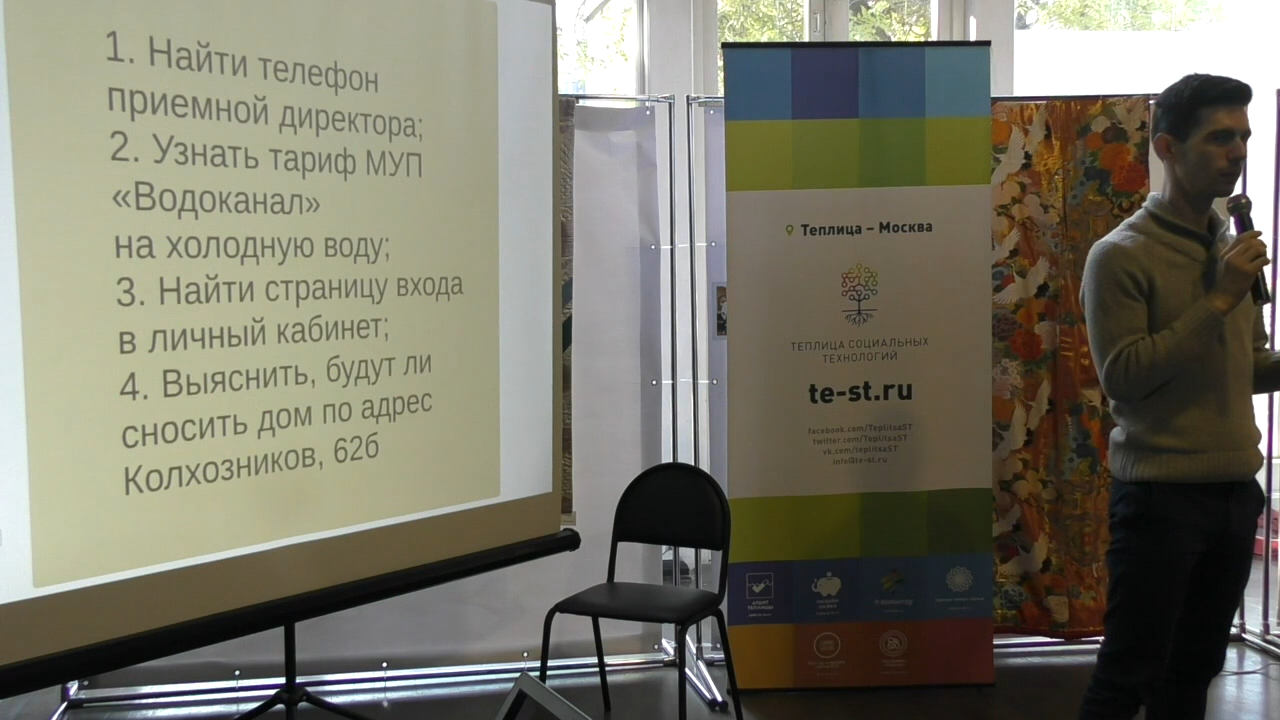 1. Найти телефон
приемной директора;
2. Узнать тариф МУП
«Водоканал»
на холодную воду;
3. Найти страницу входа
в личный кабинет;
4. Выяснить, будут ли
сносить дом по адрес
Колхозников, 62б
Теплица – Москва
ТЕПЛИЦА СОЦИАЛЬНЫХ
ТЕХНОЛОГИЙ
te-st.ru
facebook.com/TeplitsaST
twitter.com/TeplitsaST
vk.com/teplitsaST
info@te-st.ru